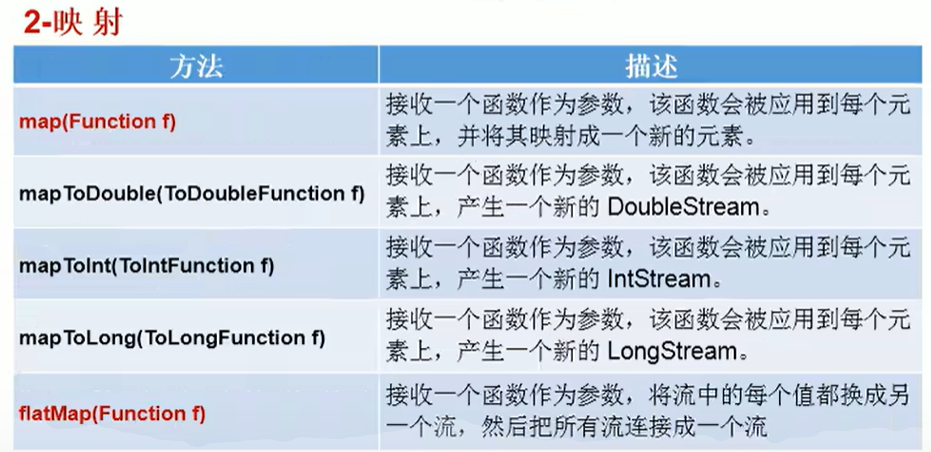 2-映 射
方法
描述
map(Function f)
接收一个函数作为参数，该函数会被应用到每个元
素上，并将其映射成一个新的元素。
mapToDouble(ToDoubleFunction f)
接收一个函数作为参数，该函数会被应用到每个元
素上，产生一个新的 DoubleStream。
mapToInt(ToIntFunction f)
接收一个函数作为参数，该函数会被应用到每个元
素上，产生一个新的 IntStream。
mapToLong(ToLongFunction f)
接收一个函数作为参数，该函数会被应用到每个元
素上，产生一个新的 LongStream。
flatMap(Function f)
接收一个函数作为参数，将流中的每个值都换成另
一个流，然后把所有流连接成一个流